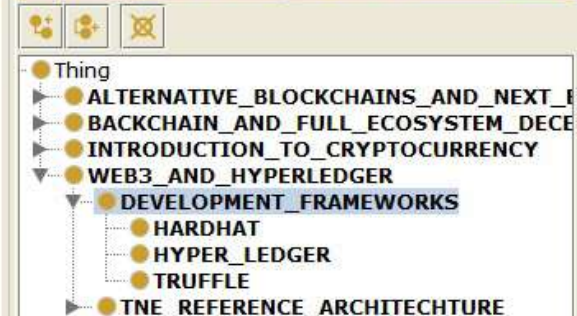 Thing
ALTERNATIVE_BLOCKCHAINS_AND_NEXT_
BACKCHAIN_AND_FULL_ECOSYSTEM_DECE
INTRODUCTION_TO_CRYPTOCURRENCY
WEB3_AND_HYPERLEDGER
DEVELOPMENT_FRAMEWORKS
HARDHAT
HYPER_LEDGER
TRUFFLE
TNE_REFERENCE_ARCHITECHTURE